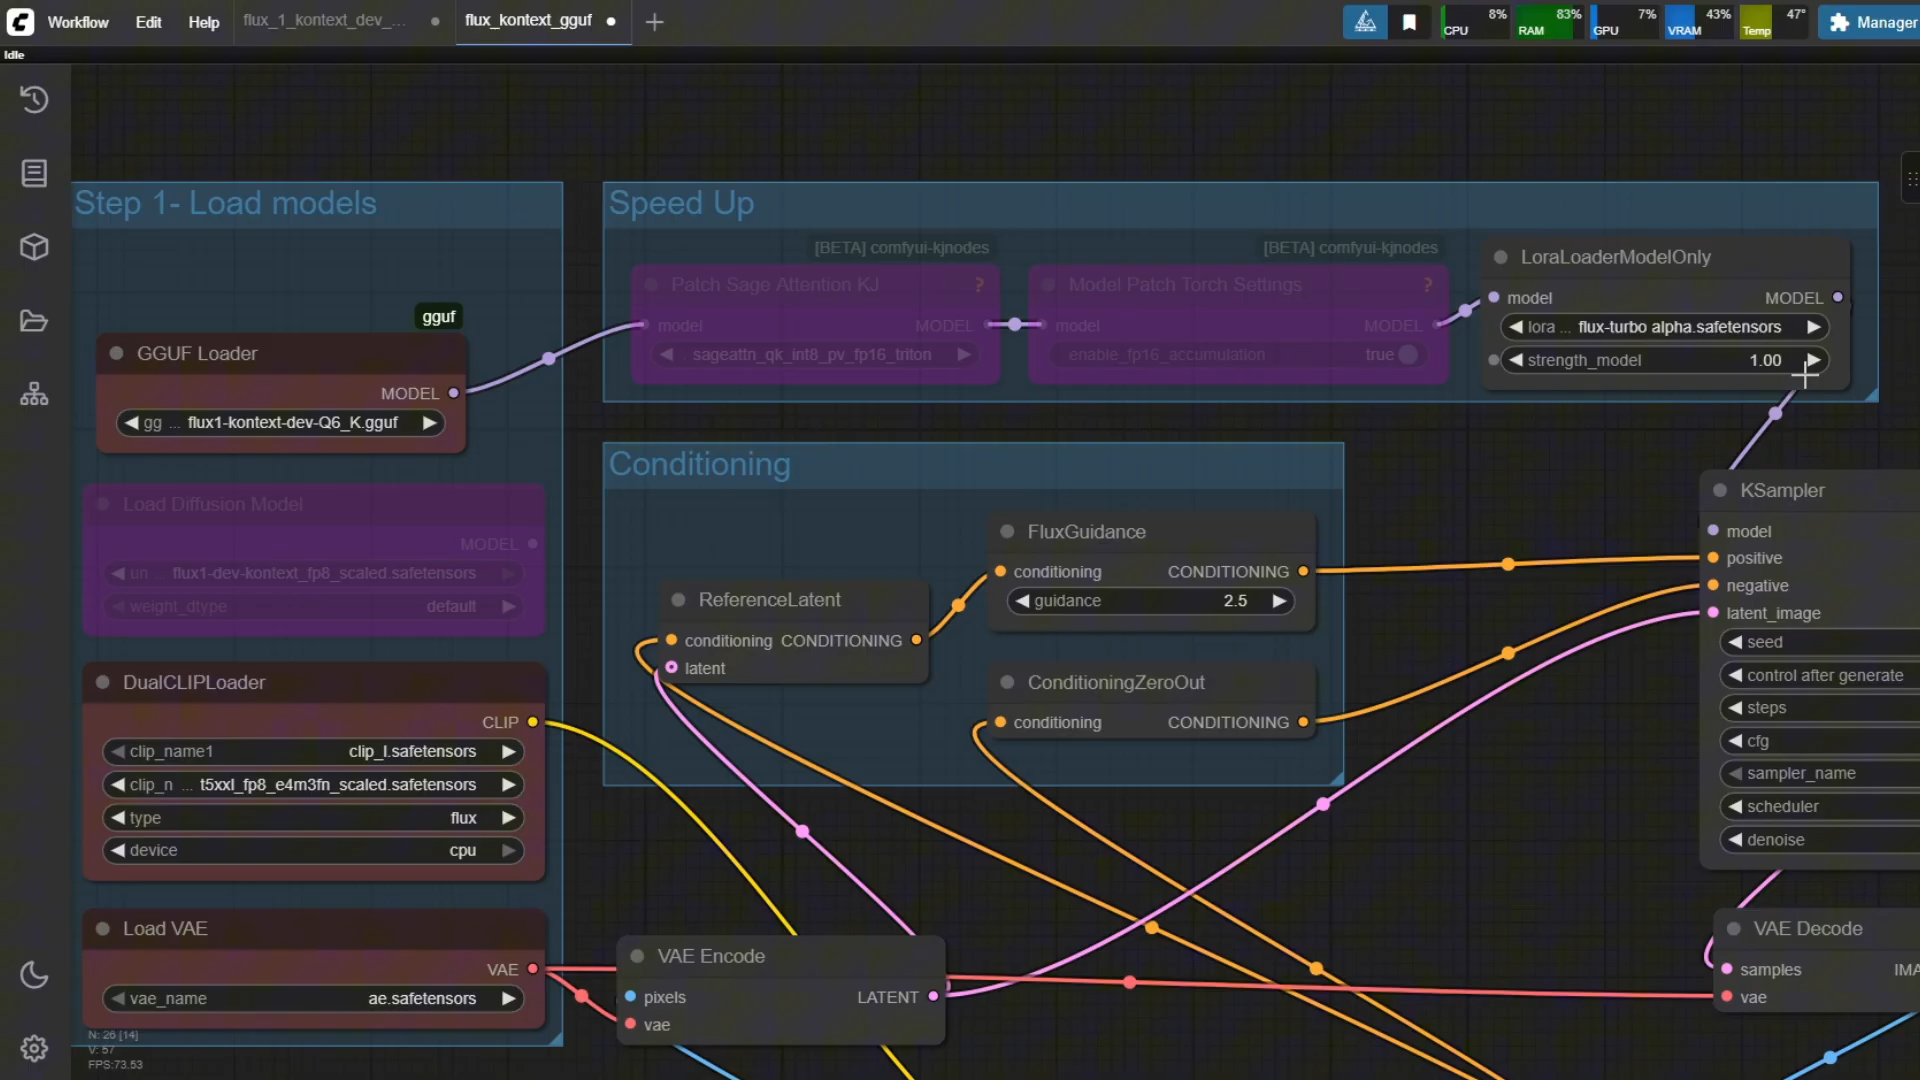 Workflow Edit Help flux_1_kontext_dev_... flux_kontext_gguf
8% CPU 83% RAM 7% GPU 43% VRAM 47° Temp Manager
Idle
Step 1- Load models
gguf
GGUF Loader
MODEL
gg ... flux1-kontext-dev-Q6_K.gguf
Load Diffusion Model
MODEL
un ... flux1-dev-kontext_fp8_scaled.safetensors
weight_dtype default
DualCLIPLoader
CLIP
clip_name1 clip_l.safetensors
clip_n ... t5xxl_fp8_e4m3fn_scaled.safetensors
type flux
device cpu
Load VAE
VAE
vae_name ae.safetensors
N: 26 [14]
V: 57
FPS:73.53
Speed Up
[BETA] comfyui-kjnodes
Patch Sage Attention KJ ?
model MODEL
sageattn_qk_int8_pv_fp16_triton
[BETA] comfyui-kjnodes
Model Patch Torch Settings ?
model MODEL
enable_fp16_accumulation true
LoraLoaderModelOnly
model MODEL
lora ... flux-turbo alpha.safetensors
strength_model 1.00
Conditioning
ReferenceLatent
conditioning CONDITIONING
latent
FluxGuidance
conditioning CONDITIONING
guidance 2.5
ConditioningZeroOut
conditioning CONDITIONING
VAE Encode
pixels LATENT
vae
KSampler
model
positive
negative
latent_image
seed
control after generate
steps
cfg
sampler_name
scheduler
denoise
VAE Decode
samples IMA
vae